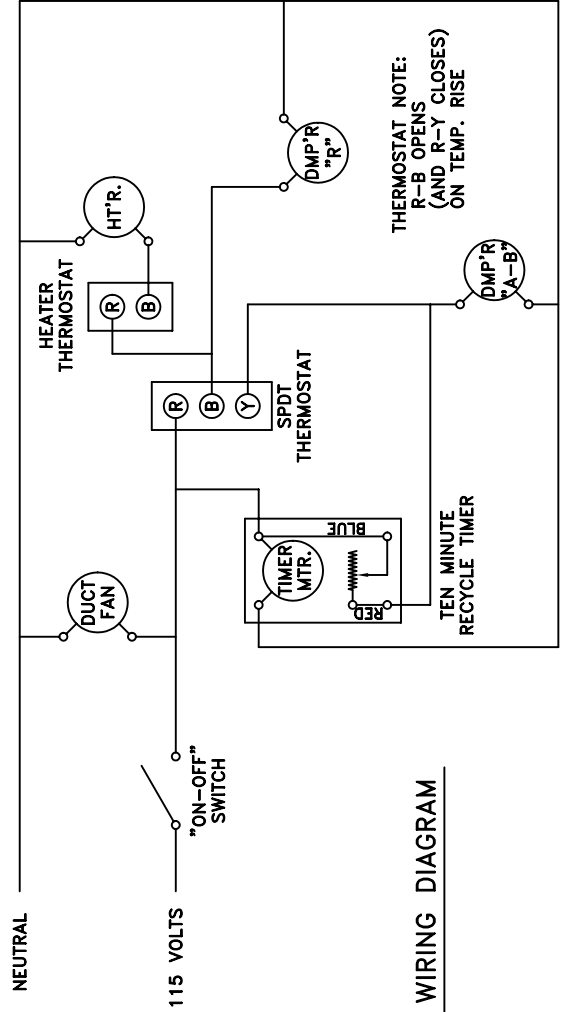 NEUTRAL
115 VOLTS
"ON-OFF"
SWITCH
DUCT
FAN
HEATER
THERMOSTAT
R
B
HT'R.
R
B
Y
SPDT
THERMOSTAT
DMP'R
"R"
TIMER
MTR.
BLUE
RED
TEN MINUTE
RECYCLE TIMER
DMP'R
"A-B"
THERMOSTAT NOTE:
R-B OPENS
(AND R-Y CLOSES)
ON TEMP. RISE
WIRING DIAGRAM